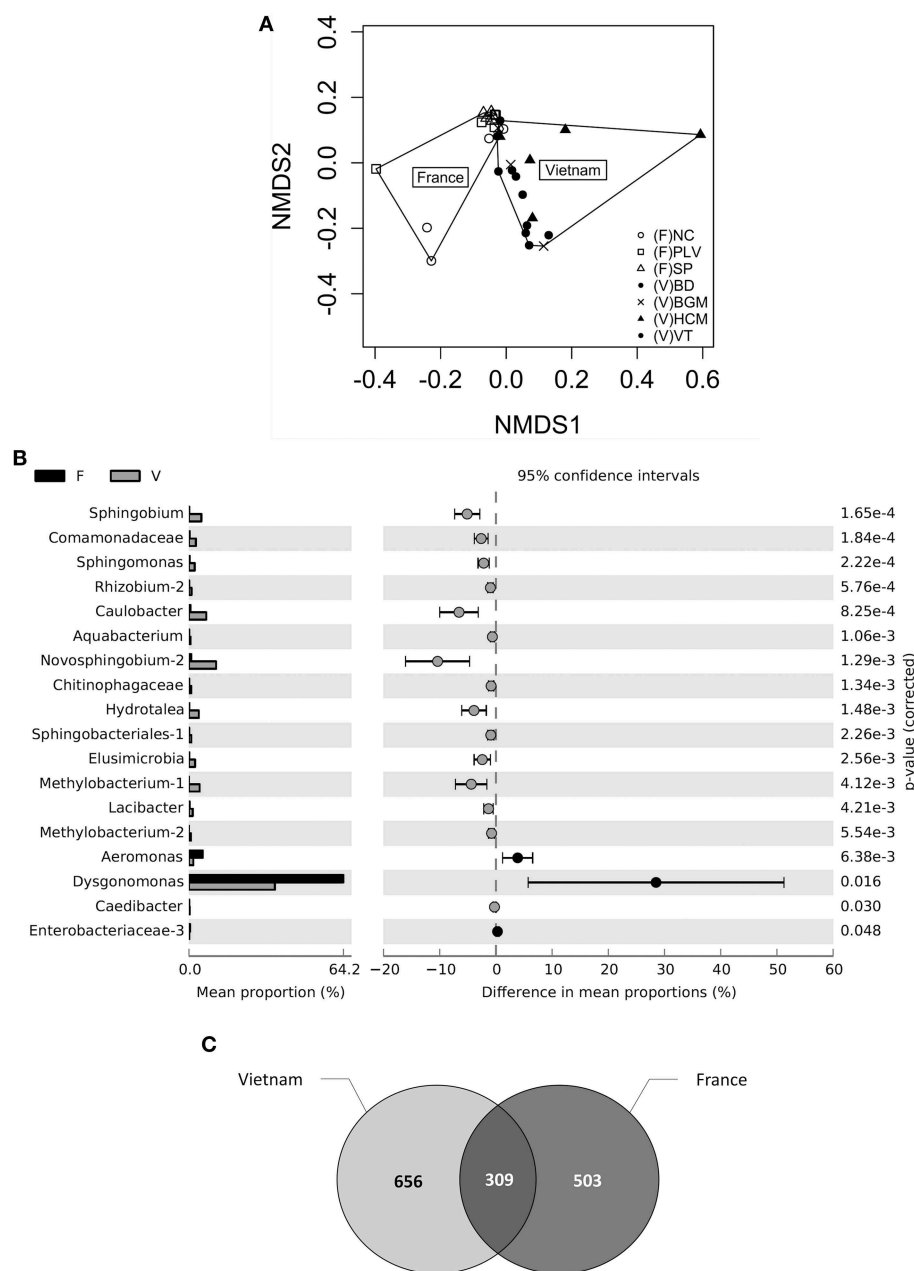 A
NMDS2
0.4
0.2
0.0
-0.2
-0.4
France
Vietnam
(F)NC
(F)PLV
(F)SP
(V)BD
(V)BGM
(V)HCM
(V)VT
-0.4 -0.2 0.0 0.2 0.4 0.6
NMDS1
B
F V
95% confidence intervals
Sphingobium 1.65e-4
Comamonadaceae 1.84e-4
Sphingomonas 2.22e-4
Rhizobium-2 5.76e-4
Caulobacter 8.25e-4
Aquabacterium 1.06e-3
Novosphingobium-2 1.29e-3
Chitinophagaceae 1.34e-3
Hydrotalea 1.48e-3
Sphingobacteriales-1 2.26e-3
Elusimicrobia 2.56e-3
Methylobacterium-1 4.12e-3
Lacibacter 4.21e-3
Methylobacterium-2 5.54e-3
Aeromonas 6.38e-3
Dysgonomonas 0.016
Caedibacter 0.030
Enterobacteriaceae-3 0.048
p-value (corrected)
0.0 64.2 −20 −10 0 10 20 30 40 50 60
Mean proportion (%) Difference in mean proportions (%)
C
Vietnam France
656 309 503